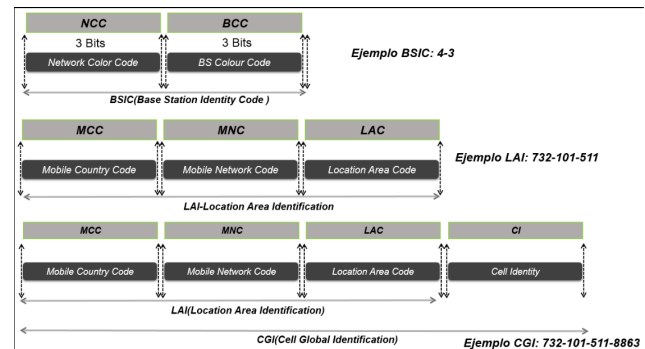 NCC BCC
3 Bits 3 Bits
Ejemplo BSIC: 4-3
Network Color Code BS Colour Code
BSIC(Base Station Identity Code )
MCC MNC LAC
Ejemplo LAI: 732-101-511
Mobile Country Code Mobile Network Code Location Area Code
LAI-Location Area Identification
MCC MNC LAC CI
Mobile Country Code Mobile Network Code Location Area Code Cell Identity
LAI(Location Area Identification)
CGI(Cell Global Identification)
Ejemplo CGI: 732-101-511-8863